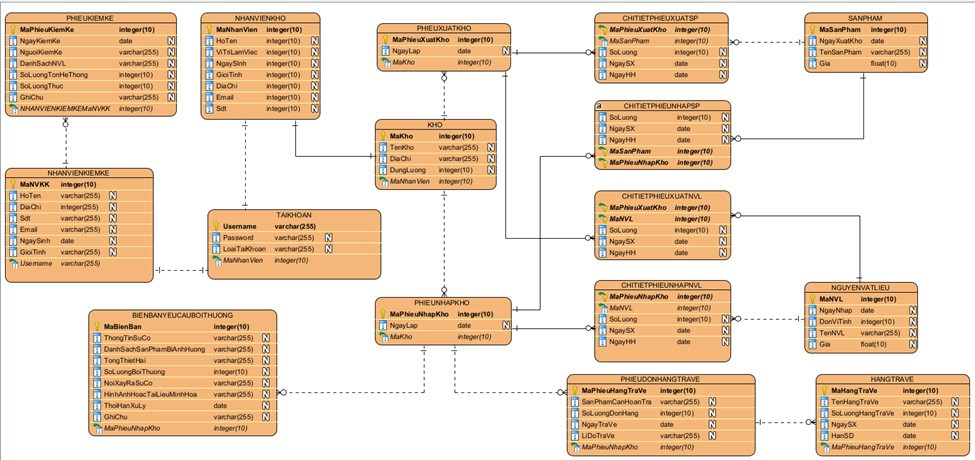 PHIEUKIEMKE
MaPhieuKiemKe integer(10)
NgayKiemKe date N
NguoiKiemKe varchar(255) N
DanhSachNVL varchar(255) N
SoLuongTonHeThong integer(10) N
SoLuongThuc integer(10) N
GhiChu varchar(255) N
NHANVIENKIEMKEMaNVKK integer(10)
NHANVIENKHO
MaNhanVien integer(10)
HoTen integer(10) N
ViTriLamViec integer(10) N
NgaySInh integer(10) N
GioiTinh integer(10) N
DiaChi integer(10) N
Email integer(10) N
Sdt integer(10) N
PHIEUXUATKHO
MaPhieuXuatKho integer(10)
NgayLap date N
MaKho integer(10)
CHITIETPHIEUXUATSP
MaPhieuXuatKho integer(10)
MaSanPham integer(10)
SoLuong integer(10) N
NgaySX date N
NgayHH date N
SANPHAM
MaSanPham integer(10)
NgayXuatKho date N
TenSanPham varchar(255) N
Gia float(10) N
KHO
MaKho integer(10)
TenKho varchar(255) N
DiaChi varchar(255) N
DungLuong integer(10) N
MaNhanVien integer(10)
CHITIETPHIEUNHAPSP
SoLuong integer(10) N
NgaySX date N
NgayHH date N
MaSanPham integer(10)
MaPhieuNhapKho integer(10)
NHANVIENKIEMKE
MaNVKK integer(10)
HoTen varchar(255) N
DiaChi integer(10) N
Sdt varchar(255) N
Email varchar(255) N
NgaySinh date N
GioiTinh varchar(255) N
Username varchar(255)
TAIKHOAN
Username varchar(255)
Password varchar(255) N
LoaiTaiKhoan varchar(255) N
MaNhanVien integer(10)
CHITIETPHIEUXUATNVL
MaPhieuXuatKho integer(10)
MaNVL integer(10)
SoLuong integer(10) N
NgaySX date N
NgayHH date N
BIENBANYEUCAUBOITHUONG
MaBienBan integer(10)
ThongTinSuCo varchar(255) N
DanhSachSanPhamBiAnhHuong varchar(255) N
TongThietHai varchar(255) N
SoLuongBoiThuong integer(10) N
NoiXayRaSuCo varchar(255) N
HinhAnhHoacTaiLieuMinhHoa varchar(255) N
ThoiHanXuLy date N
GhiChu varchar(255) N
MaPhieuNhapKho integer(10)
PHIEUNHAPKHO
MaPhieuNhapKho integer(10)
NgayLap date N
MaKho integer(10)
CHITIETPHIEUNHAPNVL
MaPhieuNhapKho integer(10)
MaNVL integer(10)
SoLuong integer(10) N
NgaySX date N
NgayHH date N
NGUYENVATLIEU
MaNVL integer(10)
NgayNhap date N
DonViTinh integer(10) N
TenNVL varchar(255) N
Gia float(10) N
PHIEUDONHANGTRAVE
MaPhieuHangTraVe integer(10)
SanPhamCanHoanTra varchar(255) N
SoLuongDonHang integer(10) N
NgayTraVe date N
LiDoTraVe varchar(255) N
MaPhieuNhapKho integer(10)
HANGTRAVE
MaHangTraVe integer(10)
TenHangTraVe varchar(255) N
SoLuongHangTraVe integer(10) N
NgaySX date N
HanSD date N
MaPhieuHangTraVe integer(10)